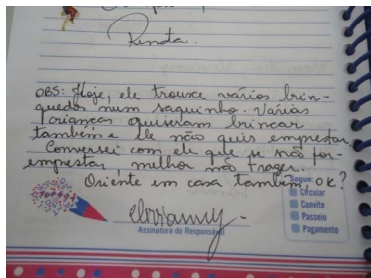 Renata.
OBS: Hoje, ele trouxe vários brin-
quedos num saquinho. Várias
crianças quiseram brincar
também e ele não quis emprestar.
Conversei com ele que se não for
emprestar, melhor não trazer.
Oriente em casa também, ok?
Assinatura do Responsável
Segue:
Circular
Convite
Passeio
Pagamento